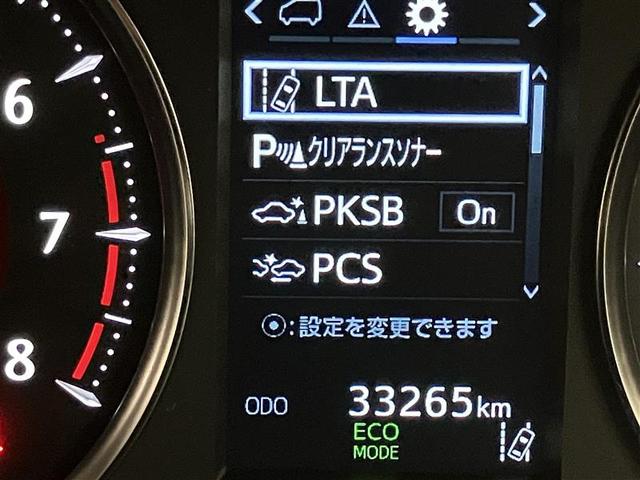 6
7
8
LTA
Pクリアランスソナー
PKSB On
PCS
:設定を変更できます
ODO 33265km
ECO
MODE